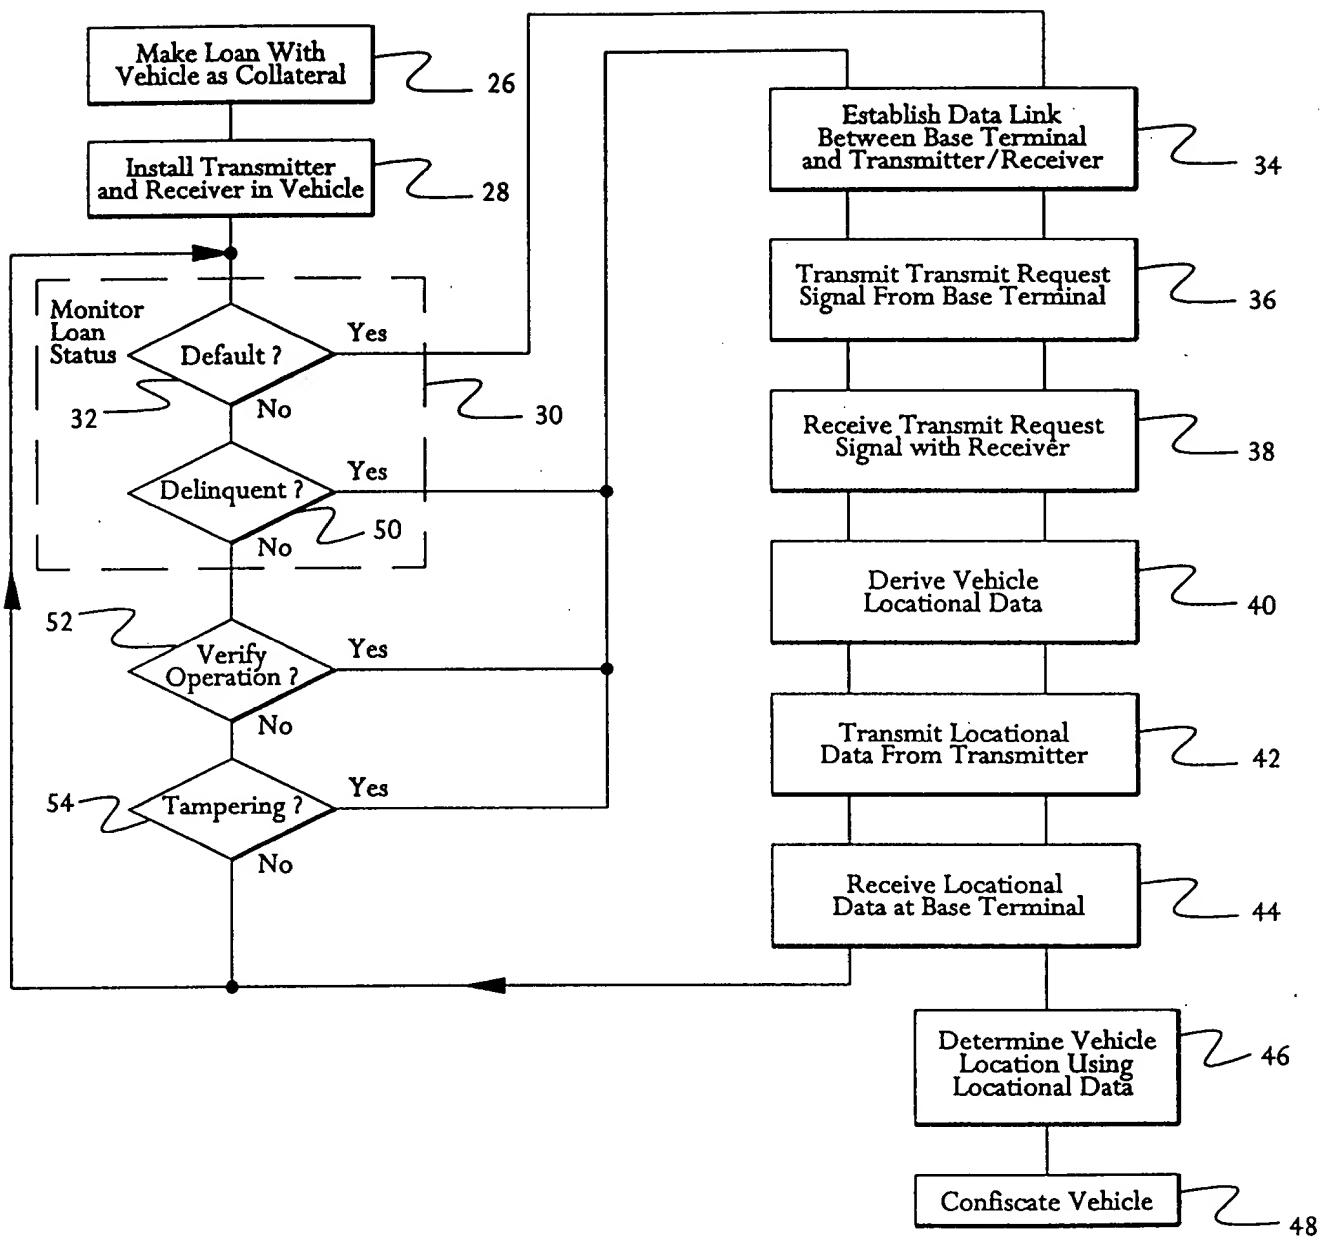 Make Loan With
Vehicle as Collateral
26
Install Transmitter
and Receiver in Vehicle
28
Monitor
Loan
Status
Default ?
Yes
32
No
30
Delinquent ?
Yes
50
No
52
Verify
Operation ?
Yes
No
54
Tampering ?
Yes
No
Establish Data Link
Between Base Terminal
and Transmitter/Receiver
34
Transmit Transmit Request
Signal From Base Terminal
36
Receive Transmit Request
Signal with Receiver
38
Derive Vehicle
Locational Data
40
Transmit Locational
Data From Transmitter
42
Receive Locational
Data at Base Terminal
44
Determine Vehicle
Location Using
Locational Data
46
Confiscate Vehicle
48